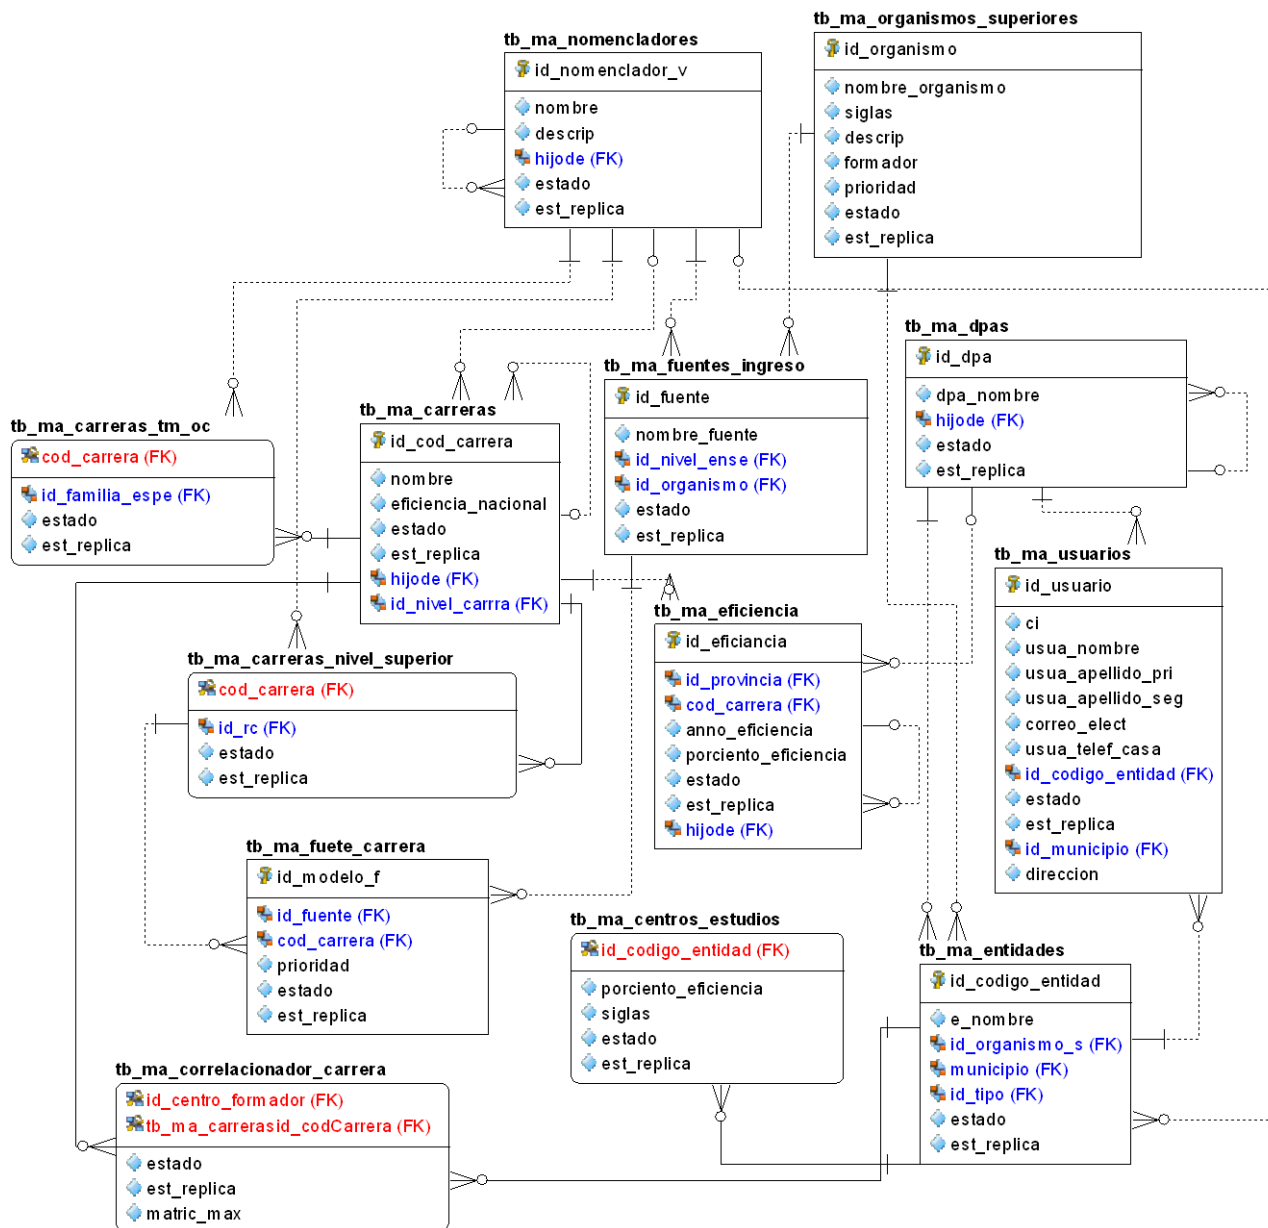 tb_ma_nomencladores
id_nomenclador_v
nombre
descrip
hijode (FK)
estado
est_replica
tb_ma_organismos_superiores
id_organismo
nombre_organismo
siglas
descrip
formador
prioridad
estado
est_replica
tb_ma_dpas
id_dpa
dpa_nombre
hijode (FK)
estado
est_replica
tb_ma_fuentes_ingreso
id_fuente
nombre_fuente
id_nivel_ense (FK)
id_organismo (FK)
estado
est_replica
tb_ma_carreras
id_cod_carrera
nombre
eficiencia_nacional
estado
est_replica
hijode (FK)
id_nivel_carrra (FK)
tb_ma_carreras_tm_oc
cod_carrera (FK)
id_familia_espe (FK)
estado
est_replica
tb_ma_usuarios
id_usuario
ci
usua_nombre
usua_apellido_pri
usua_apellido_seg
correo_elect
usua_telef_casa
id_codigo_entidad (FK)
estado
est_replica
id_municipio (FK)
direccion
tb_ma_eficiencia
id_eficiancia
id_provincia (FK)
cod_carrera (FK)
anno_eficiencia
porciento_eficiencia
estado
est_replica
hijode (FK)
tb_ma_carreras_nivel_superior
cod_carrera (FK)
id_rc (FK)
estado
est_replica
tb_ma_fuete_carrera
id_modelo_f
id_fuente (FK)
cod_carrera (FK)
prioridad
estado
est_replica
tb_ma_centros_estudios
id_codigo_entidad (FK)
porciento_eficiencia
siglas
estado
est_replica
tb_ma_entidades
id_codigo_entidad
e_nombre
id_organismo_s (FK)
municipio (FK)
id_tipo (FK)
estado
est_replica
tb_ma_correlacionador_carrera
id_centro_formador (FK)
tb_ma_carrerasid_codCarrera (FK)
estado
est_replica
matric_max